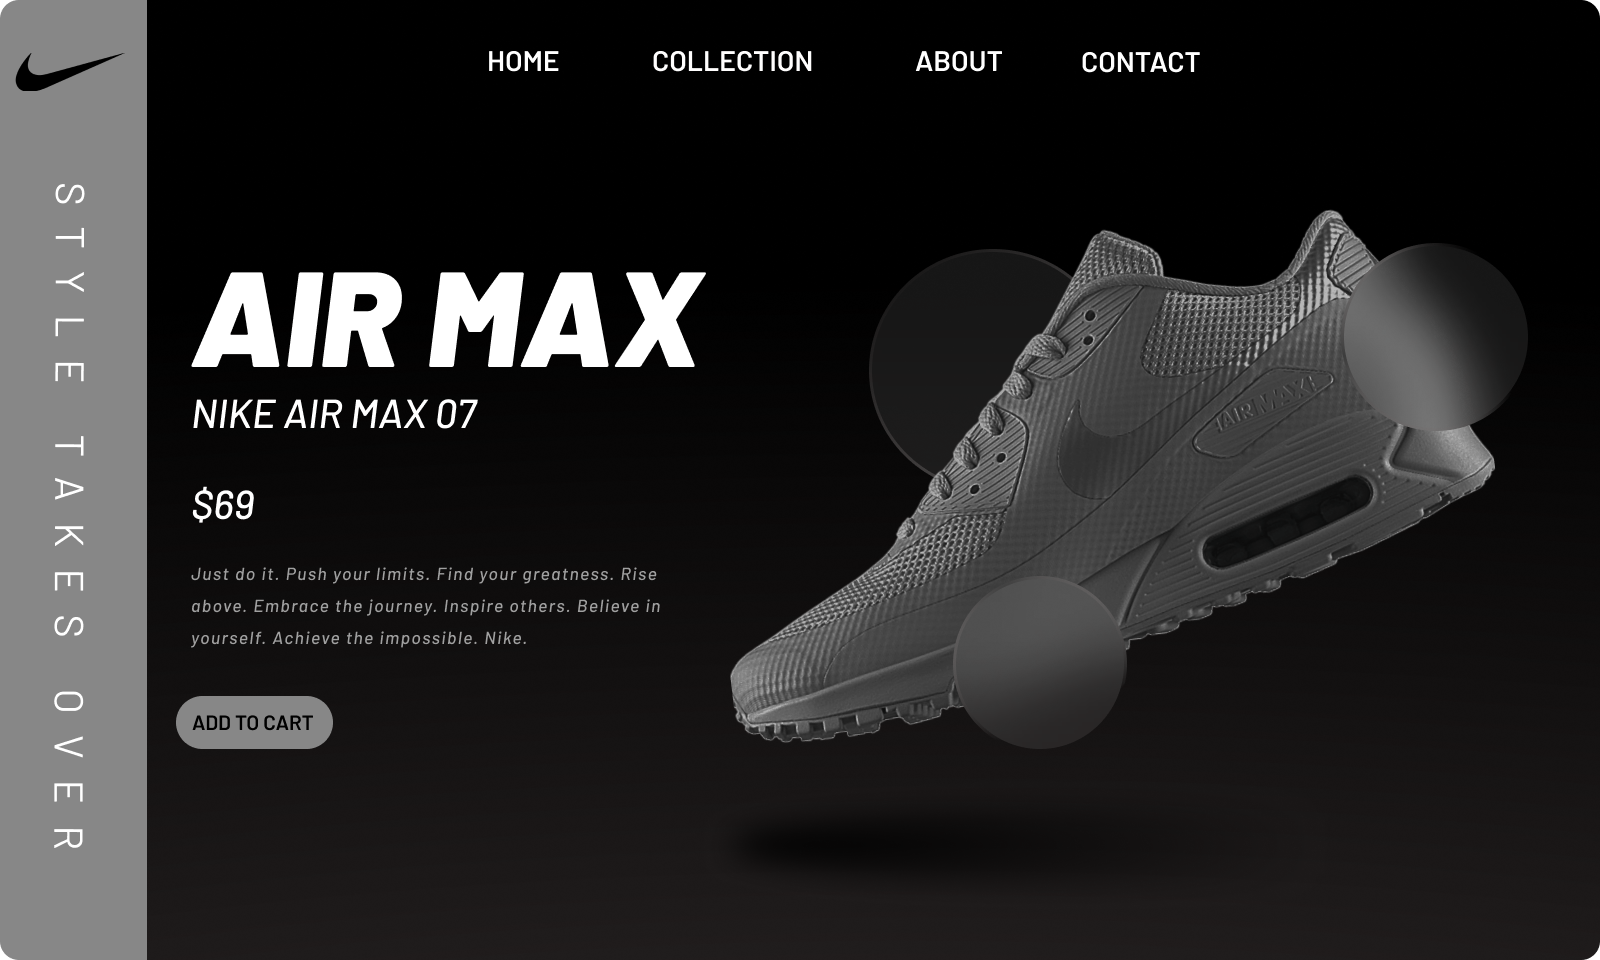 HOME
COLLECTION
ABOUT
CONTACT
STYLE TAKES OVER
AIR MAX
NIKE AIR MAX 07
$69
Just do it. Push your limits. Find your greatness. Rise
above. Embrace the journey. Inspire others. Believe in
yourself. Achieve the impossible. Nike.
ADD TO CART
AIR MAX